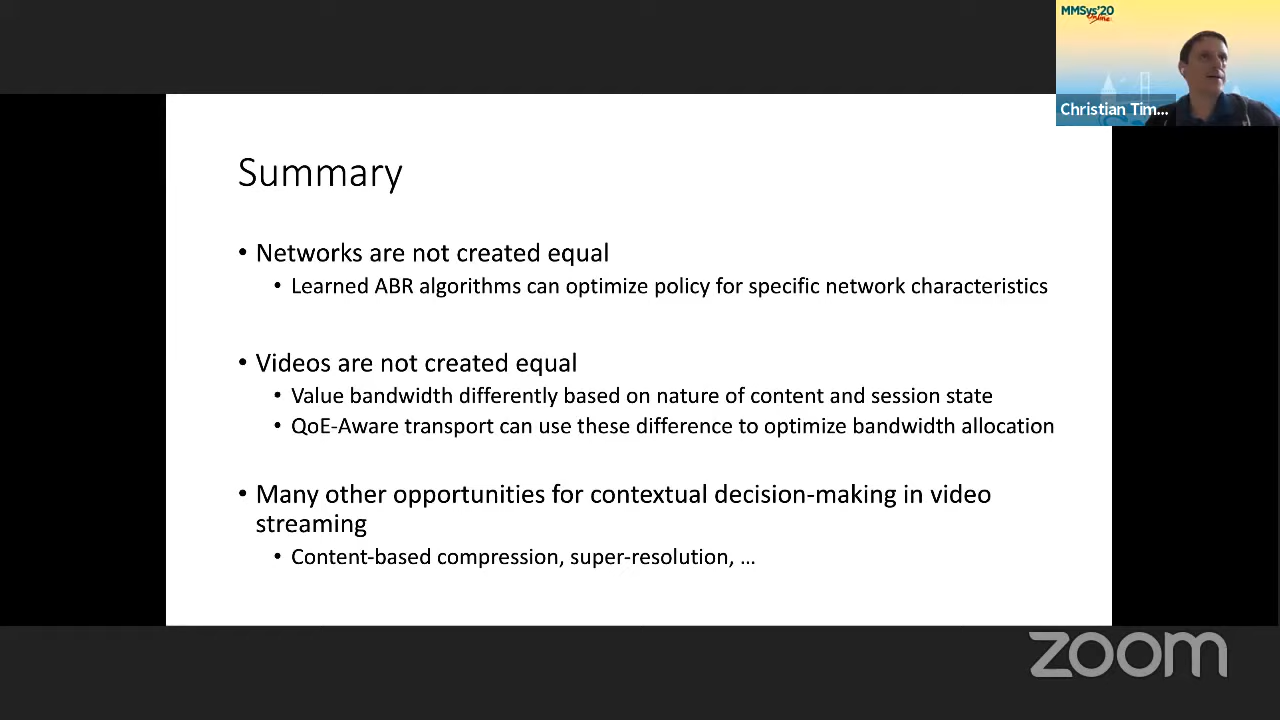 MMSys'20
Online
Christian Tim...
Summary
• Networks are not created equal
• Learned ABR algorithms can optimize policy for specific network characteristics
• Videos are not created equal
• Value bandwidth differently based on nature of content and session state
• QoE-Aware transport can use these difference to optimize bandwidth allocation
• Many other opportunities for contextual decision-making in video
streaming
• Content-based compression, super-resolution, …
zoom